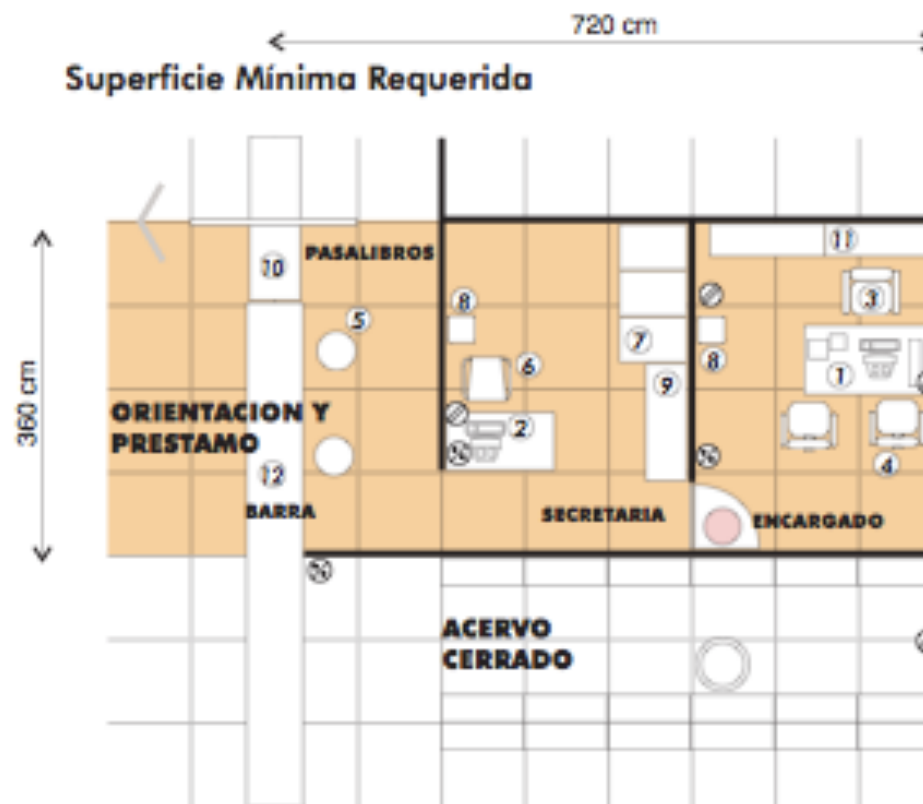 720 cm
Superficie Mínima Requerida
360 cm
10
PASALIBROS
5
8
6
7
9
2
11
3
8
1
4
ORIENTACION Y
PRESTAMO
12
BARRA
SECRETARIA
ENCARGADO
ACERVO
CERRADO